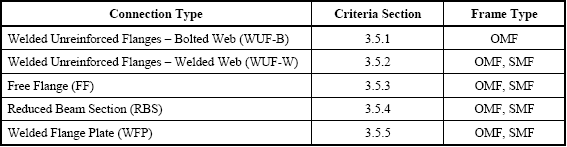 Connection Type Criteria Section Frame Type
Welded Unreinforced Flanges – Bolted Web (WUF-B) 3.5.1 OMF
Welded Unreinforced Flanges – Welded Web (WUF-W) 3.5.2 OMF, SMF
Free Flange (FF) 3.5.3 OMF, SMF
Reduced Beam Section (RBS) 3.5.4 OMF, SMF
Welded Flange Plate (WFP) 3.5.5 OMF, SMF